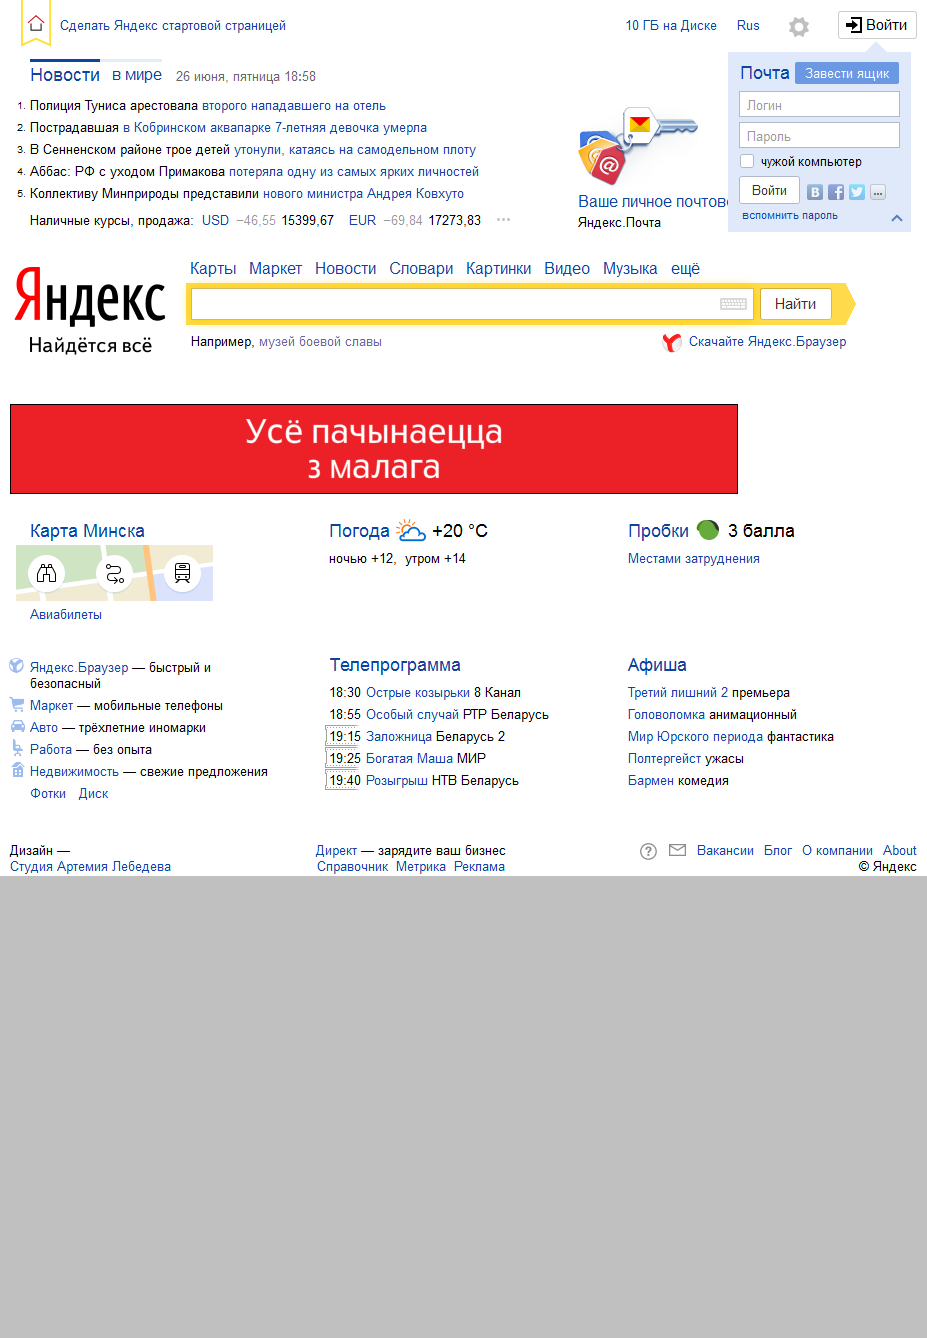 Сделать Яндекс стартовой страницей
10 ГБ на Диске
Rus
Войти
Новости
в мире
26 июня, пятница 18:58
1. Полиция Туниса арестовала второго нападавшего на отель
2. Пострадавшая в Кобринском аквапарке 7-летняя девочка умерла
3. В Сенненском районе трое детей утонули, катаясь на самодельном плоту
4. Аббас: РФ с уходом Примакова потеряла одну из самых ярких личностей
5. Коллективу Минприроды представили нового министра Андрея Ковхуто
Наличные курсы, продажа: USD −46,55 15399,67 EUR −69,84 17273,83
Ваше личное почтово
Яндекс.Почта
Почта
Завести ящик
Логин
Пароль
чужой компьютер
Войти
вспомнить пароль
Карты Маркет Новости Словари Картинки Видео Музыка ещё
Яндекс
Найдётся всё
Найти
Например, музей боевой славы
Скачайте Яндекс.Браузер
Усё пачынаецца
з малага
Карта Минска
Авиабилеты
Погода +20 °C
ночью +12, утром +14
Пробки 3 балла
Местами затруднения
Яндекс.Браузер — быстрый и
безопасный
Маркет — мобильные телефоны
Авто — трёхлетние иномарки
Работа — без опыта
Недвижимость — свежие предложения
Фотки Диск
Телепрограмма
18:30 Острые козырьки 8 Канал
18:55 Особый случай РТР Беларусь
19:15 Заложница Беларусь 2
19:25 Богатая Маша МИР
19:40 Розыгрыш НТВ Беларусь
Афиша
Третий лишний 2 премьера
Головоломка анимационный
Мир Юрского периода фантастика
Полтергейст ужасы
Бармен комедия
Дизайн —
Студия Артемия Лебедева
Директ — зарядите ваш бизнес
Справочник Метрика Реклама
Вакансии Блог О компании About
© Яндекс